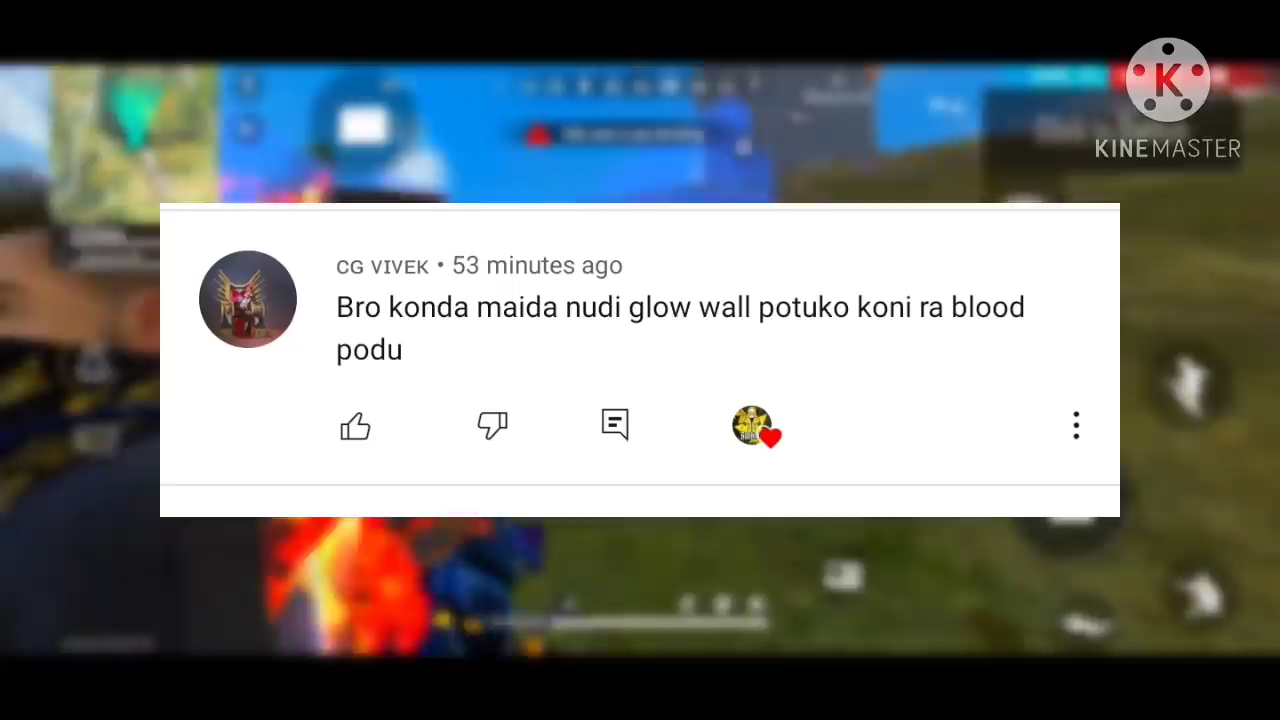 KINEMASTER
CG VIVEK • 53 minutes ago
Bro konda maida nudi glow wall potuko koni ra blood
podu